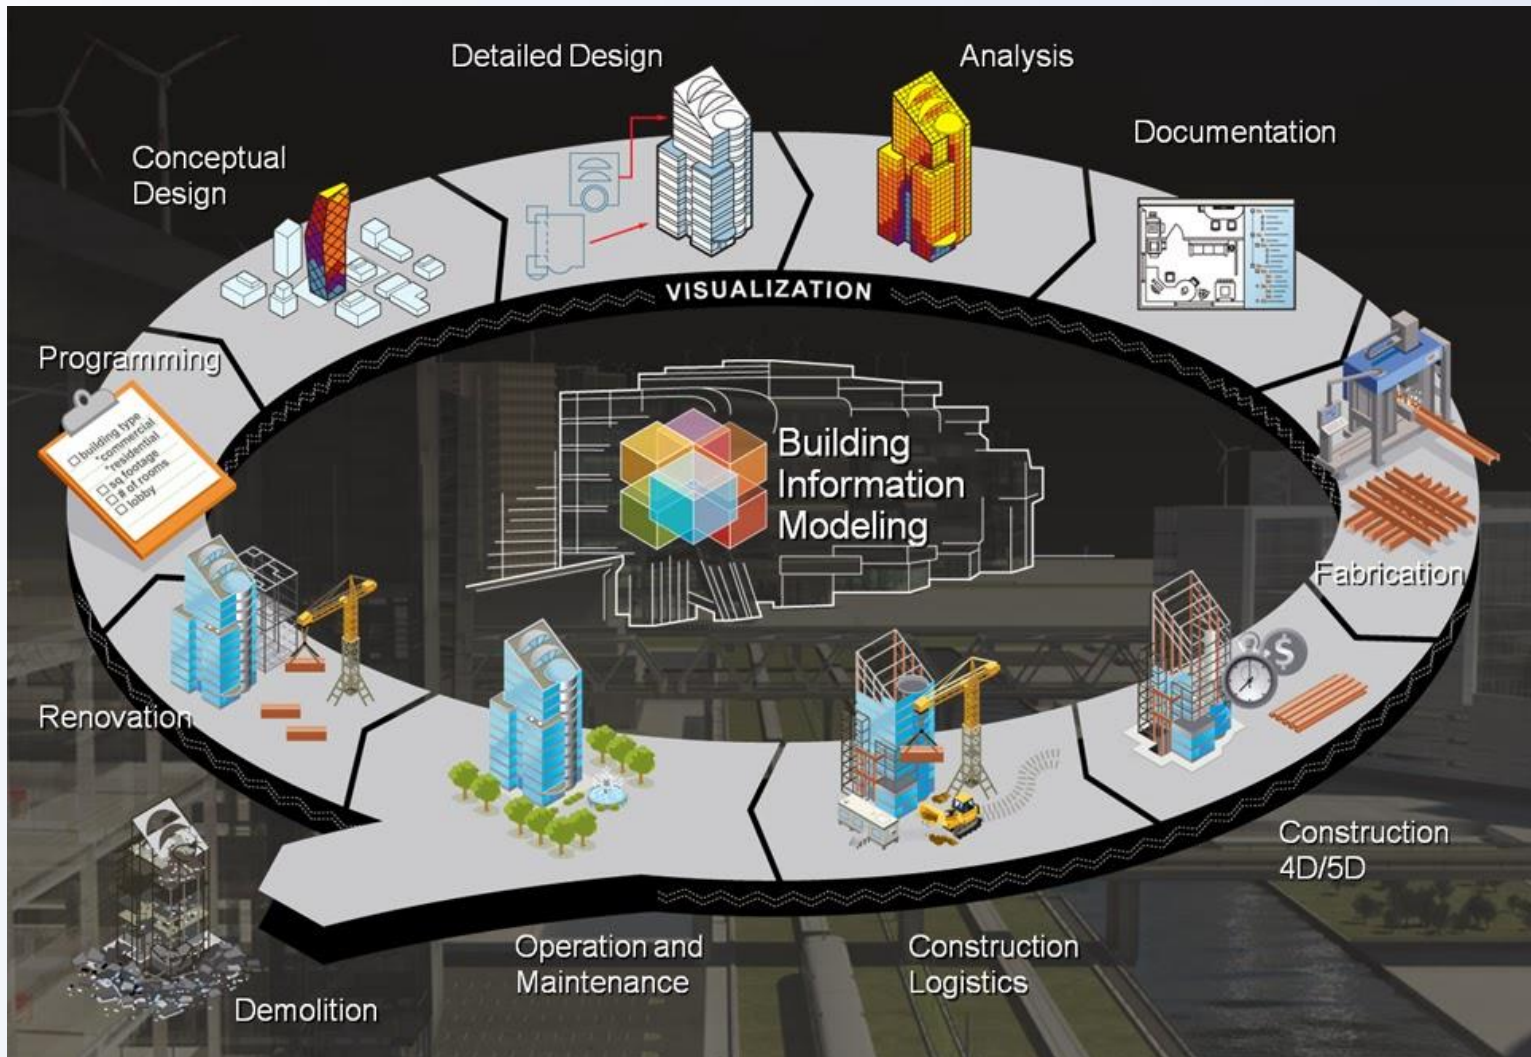 Detailed Design
Analysis
Documentation
Conceptual
Design
VISUALIZATION
Programming
building type
*commercial
*residential
sq footage
# of rooms
lobby
Building
Information
Modeling
Fabrication
$
Renovation
Construction
4D/5D
Operation and
Maintenance
Construction
Logistics
Demolition